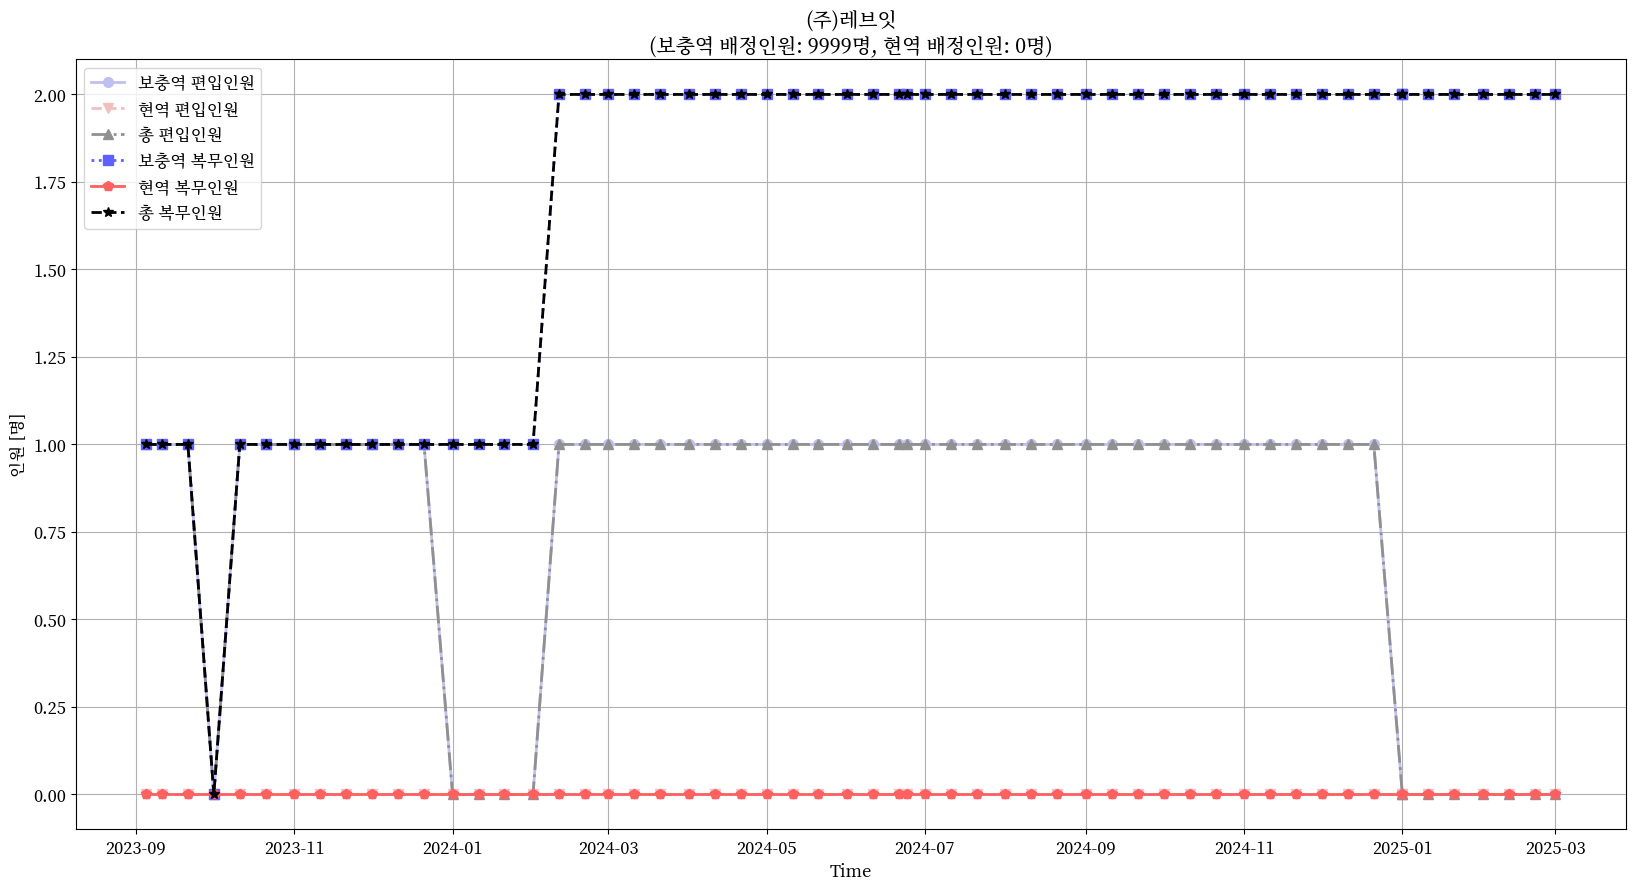 (주)레브잇
(보충역 배정인원: 9999명, 현역 배정인원: 0명)
보충역 편입인원
현역 편입인원
총 편입인원
보충역 복무인원
현역 복무인원
총 복무인원
2.00
1.75
1.50
1.25
1.00
0.75
0.50
0.25
0.00
인원 [명]
2023-09
2023-11
2024-01
2024-03
2024-05
2024-07
2024-09
2024-11
2025-01
2025-03
Time